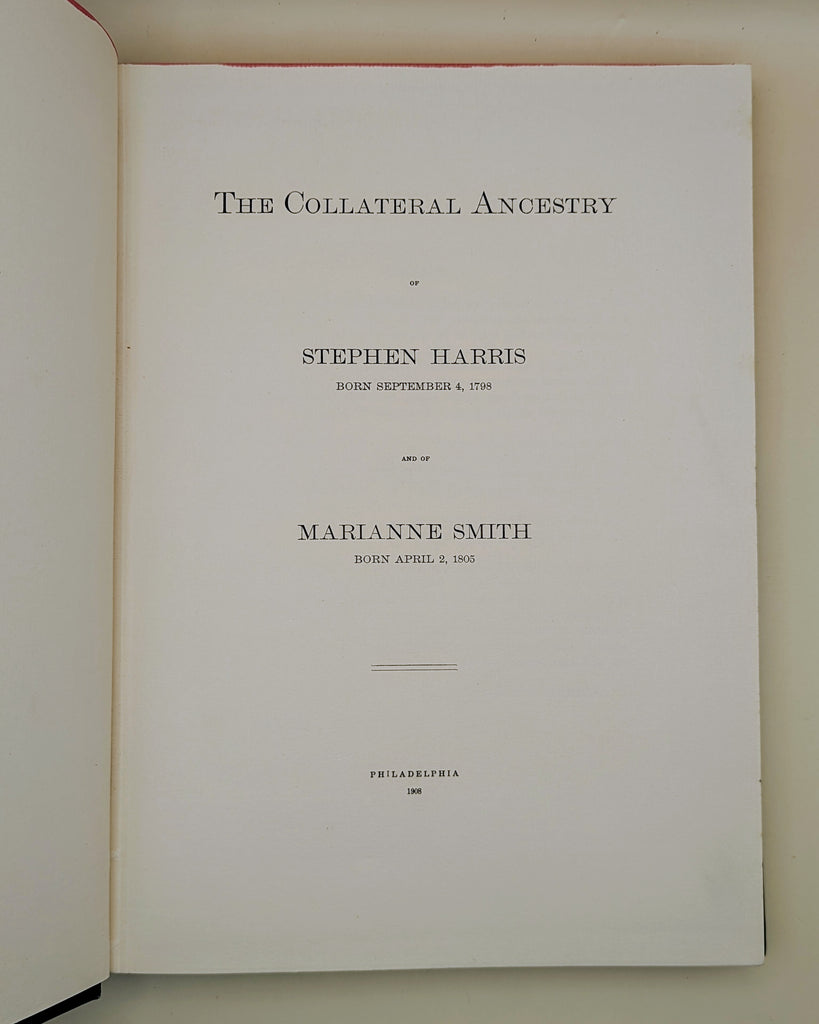 The Collateral Ancestry
OF
STEPHEN HARRIS
BORN SEPTEMBER 4, 1798
AND OF
MARIANNE SMITH
BORN APRIL 2, 1805
PHILADELPHIA
1908